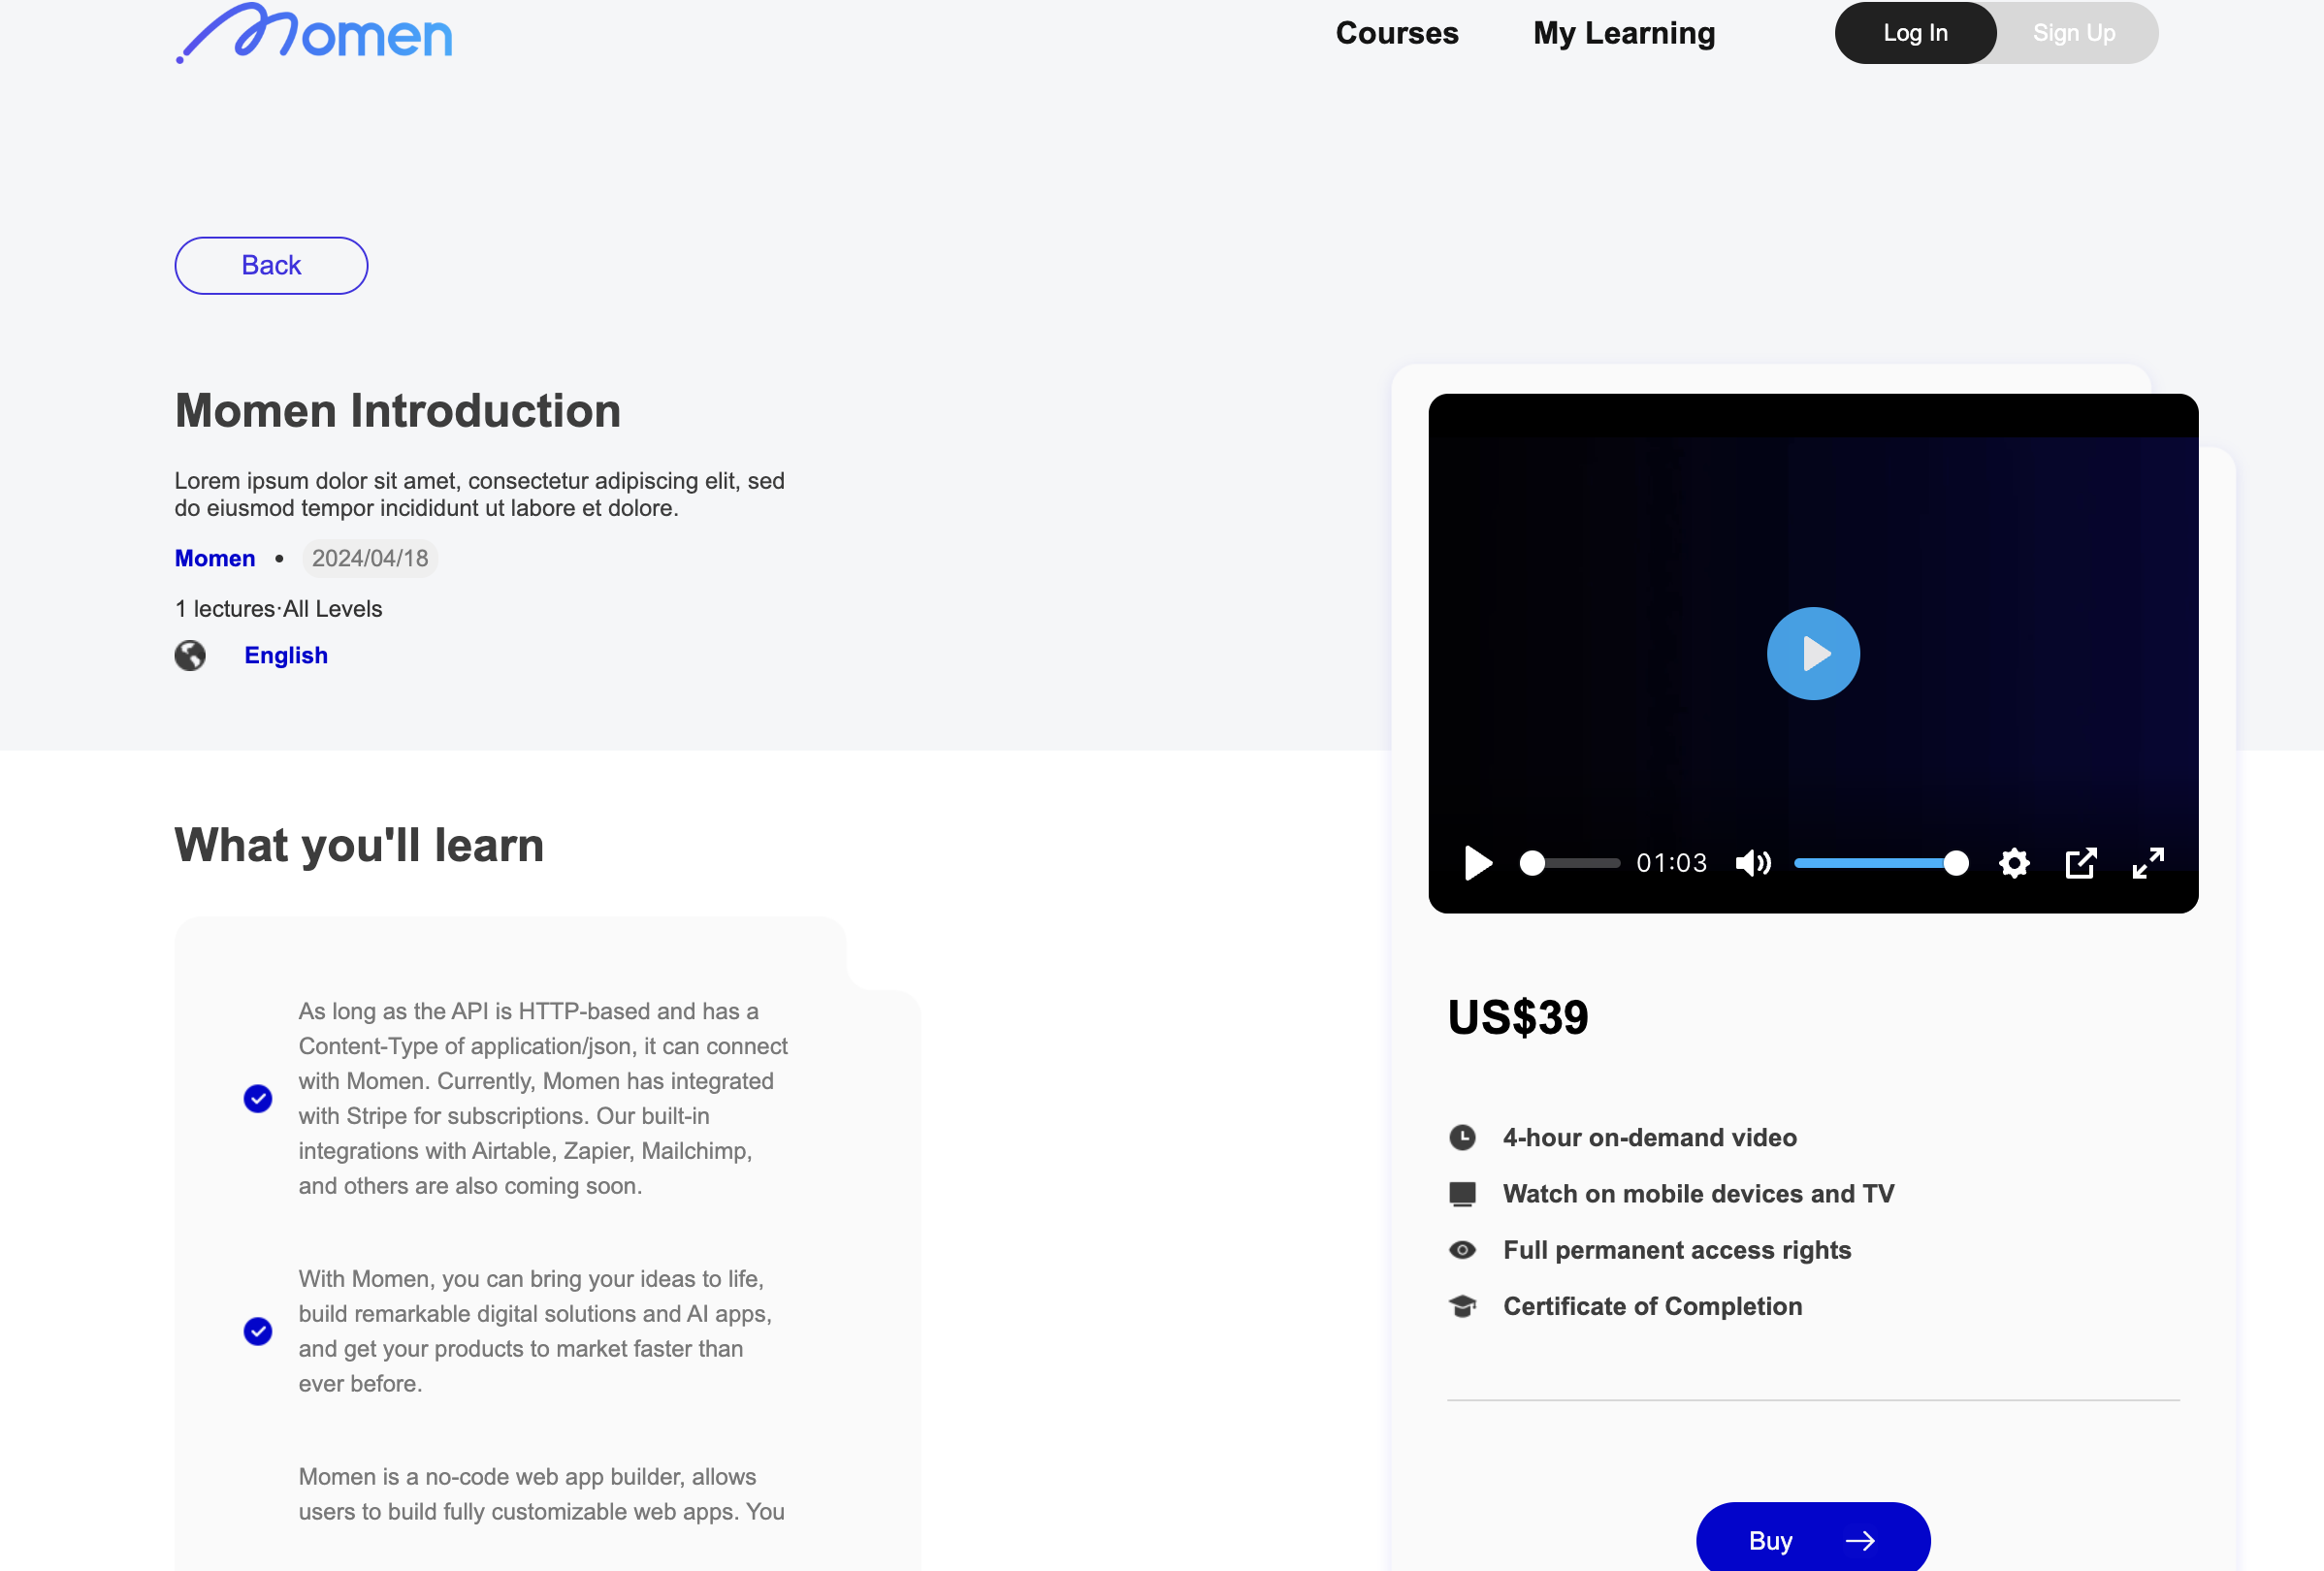 Momen
Courses
My Learning
Log In
Sign Up
Back
Momen Introduction
Lorem ipsum dolor sit amet, consectetur adipiscing elit, sed
do eiusmod tempor incididunt ut labore et dolore.
Momen • 2024/04/18
1 lectures·All Levels
English
What you'll learn
As long as the API is HTTP-based and has a
Content-Type of application/json, it can connect
with Momen. Currently, Momen has integrated
with Stripe for subscriptions. Our built-in
integrations with Airtable, Zapier, Mailchimp,
and others are also coming soon.
With Momen, you can bring your ideas to life,
build remarkable digital solutions and AI apps,
and get your products to market faster than
ever before.
Momen is a no-code web app builder, allows
users to build fully customizable web apps. You
01:03
US$39
4-hour on-demand video
Watch on mobile devices and TV
Full permanent access rights
Certificate of Completion
Buy